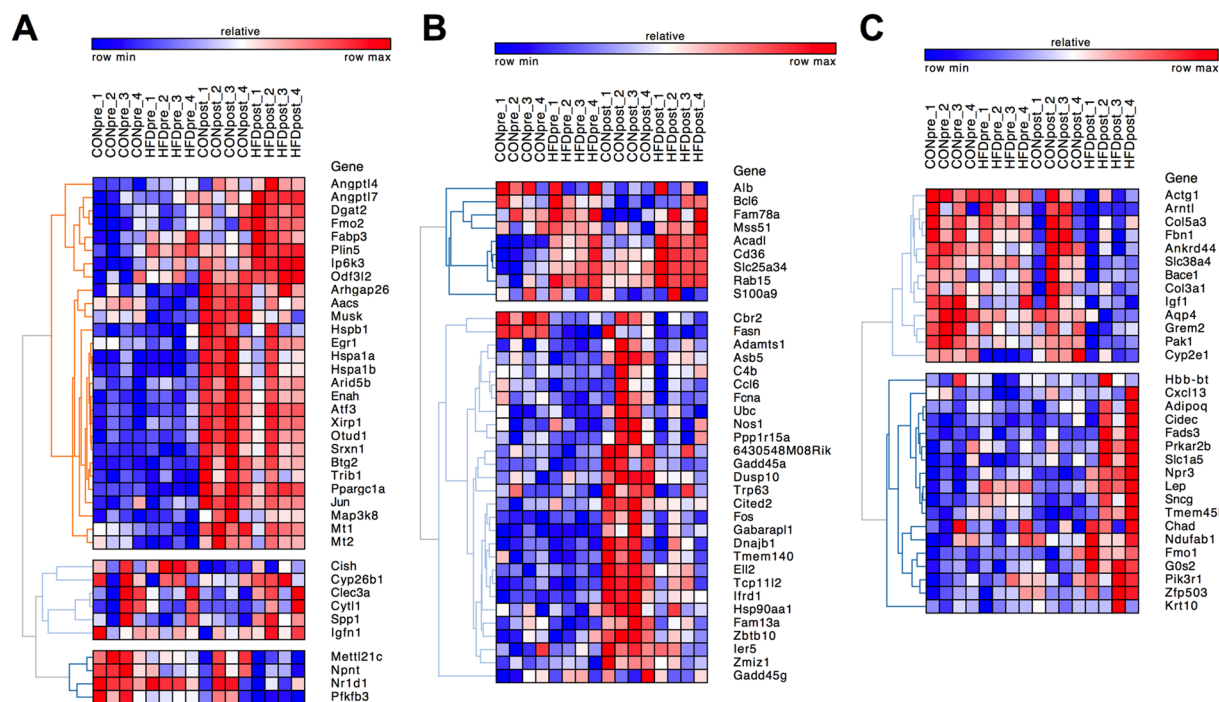 A
relative
row min
row max
CONpre_1
CONpre_2
CONpre_3
CONpre_4
HFDpre_1
HFDpre_2
HFDpre_3
HFDpre_4
CONpost_1
CONpost_2
CONpost_3
CONpost_4
HFDpost_1
HFDpost_2
HFDpost_3
HFDpost_4
Gene
Angptl4
Angptl7
Dgat2
Fmo2
Fabp3
Plin5
Ip6k3
Odf3l2
Arhgap26
Aacs
Musk
Hspb1
Egr1
Hspa1a
Hspa1b
Arid5b
Enah
Atf3
Xirp1
Otud1
Srxn1
Btg2
Trib1
Ppargc1a
Jun
Map3k8
Mt1
Mt2
Cish
Cyp26b1
Clec3a
Cytl1
Spp1
Igfn1
Mettl21c
Npnt
Nr1d1
Pfkfb3
B
relative
row min
row max
CONpre_1
CONpre_2
CONpre_3
CONpre_4
HFDpre_1
HFDpre_2
HFDpre_3
HFDpre_4
CONpost_1
CONpost_2
CONpost_3
CONpost_4
HFDpost_1
HFDpost_2
HFDpost_3
HFDpost_4
Gene
Alb
Bcl6
Fam78a
Mss51
Acadl
Cd36
Slc25a34
Rab15
S100a9
Cbr2
Fasn
Adamts1
Asb5
C4b
Ccl6
Fcna
Ubc
Nos1
Ppp1r15a
6430548M08Rik
Gadd45a
Dusp10
Trp63
Cited2
Fos
Gabarapl1
Dnajb1
Tmem140
Ell2
Tcp11l2
Ifrd1
Hsp90aa1
Fam13a
Zbtb10
Ier5
Zmiz1
Gadd45g
C
relative
row min
row max
CONpre_1
CONpre_2
CONpre_3
CONpre_4
HFDpre_1
HFDpre_2
HFDpre_3
HFDpre_4
CONpost_1
CONpost_2
CONpost_3
CONpost_4
HFDpost_1
HFDpost_2
HFDpost_3
HFDpost_4
Gene
Actg1
Arntl
Col5a3
Fbn1
Ankrd44
Slc38a4
Bace1
Col3a1
Igf1
Aqp4
Grem2
Pak1
Cyp2e1
Hbb-bt
Cxcl13
Adipoq
Cidec
Fads3
Prkar2b
Slc1a5
Npr3
Lep
Sncg
Chad
Ndufab1
Fmo1
G0s2
Pik3r1
Zfp503
Krt10